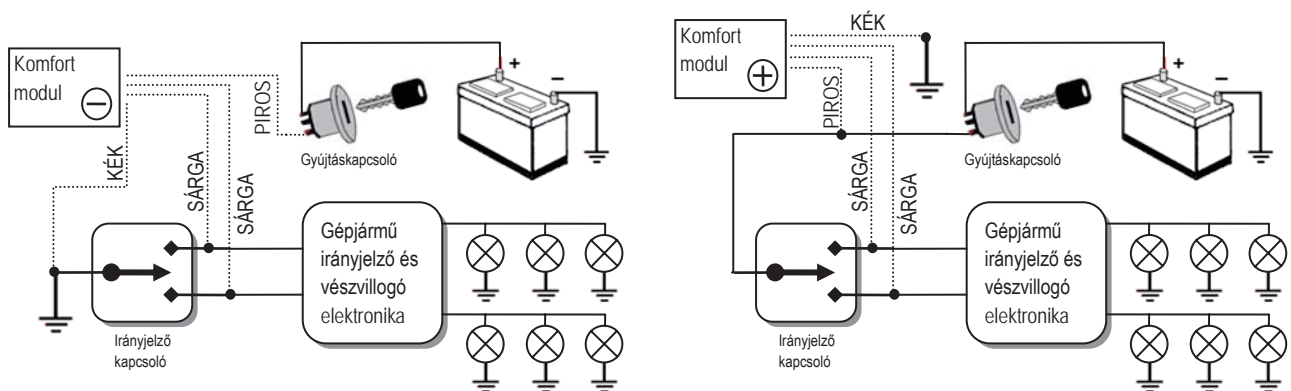 Komfort
modul
−
KÉK
SÁRGA
SÁRGA
PIROS
+
−
Gyújtáskapcsoló
Irányjelző
kapcsoló
Gépjármű
irányjelző és
vészvillogó
elektronika
Komfort
modul
+
KÉK
PIROS
SÁRGA
SÁRGA
+
−
Gyújtáskapcsoló
Irányjelző
kapcsoló
Gépjármű
irányjelző és
vészvillogó
elektronika